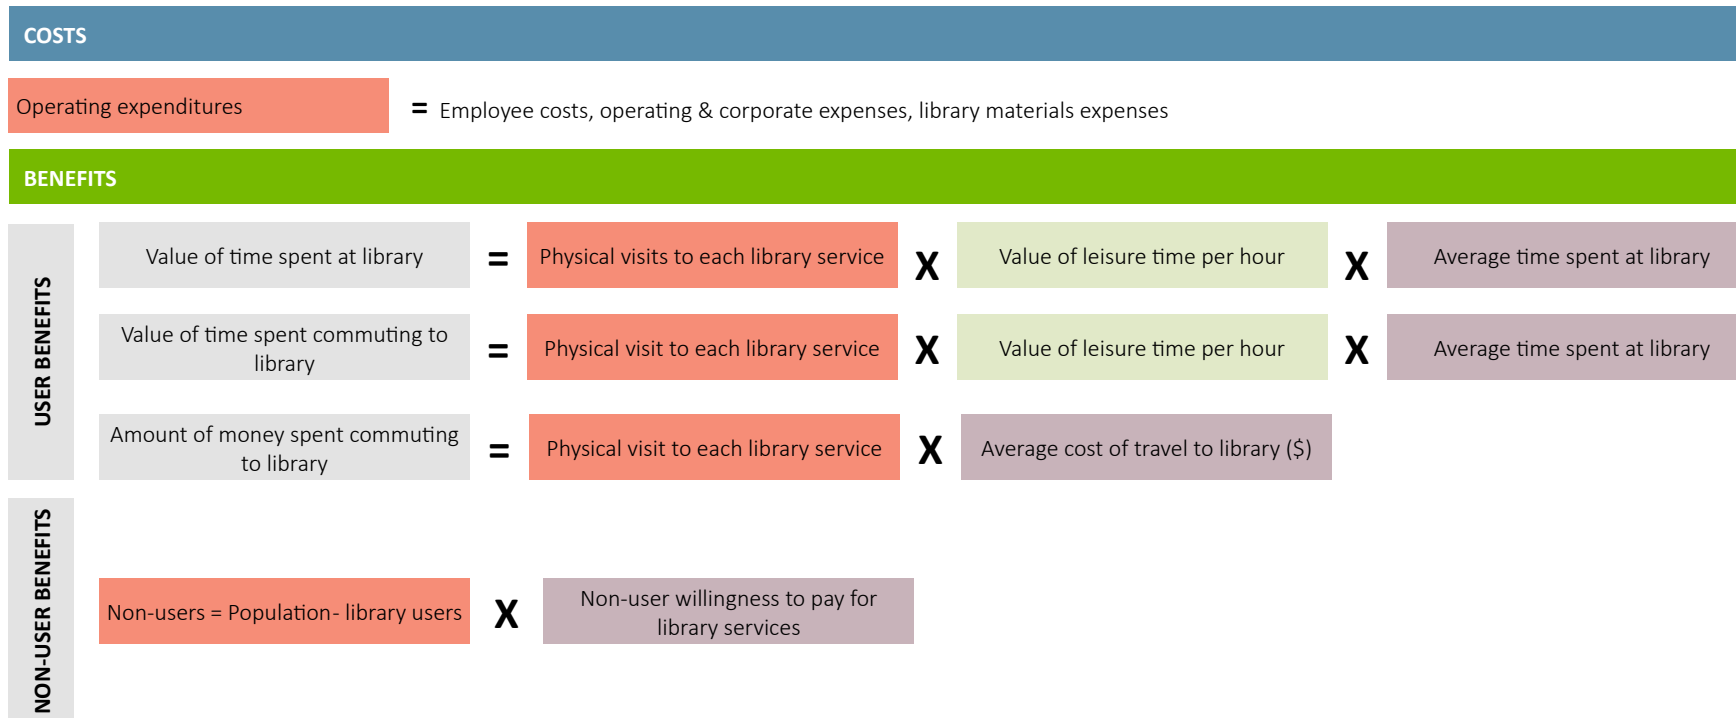 COSTS
Operating expenditures
= Employee costs, operating & corporate expenses, library materials expenses
BENEFITS
USER BENEFITS
Value of time spent at library = Physical visits to each library service X Value of leisure time per hour X Average time spent at library
Value of time spent commuting to
library
= Physical visit to each library service X Value of leisure time per hour X Average time spent at library
Amount of money spent commuting
to library
= Physical visit to each library service X Average cost of travel to library ($)
NON-USER BENEFITS
Non-users = Population- library users X
Non-user willingness to pay for
library services